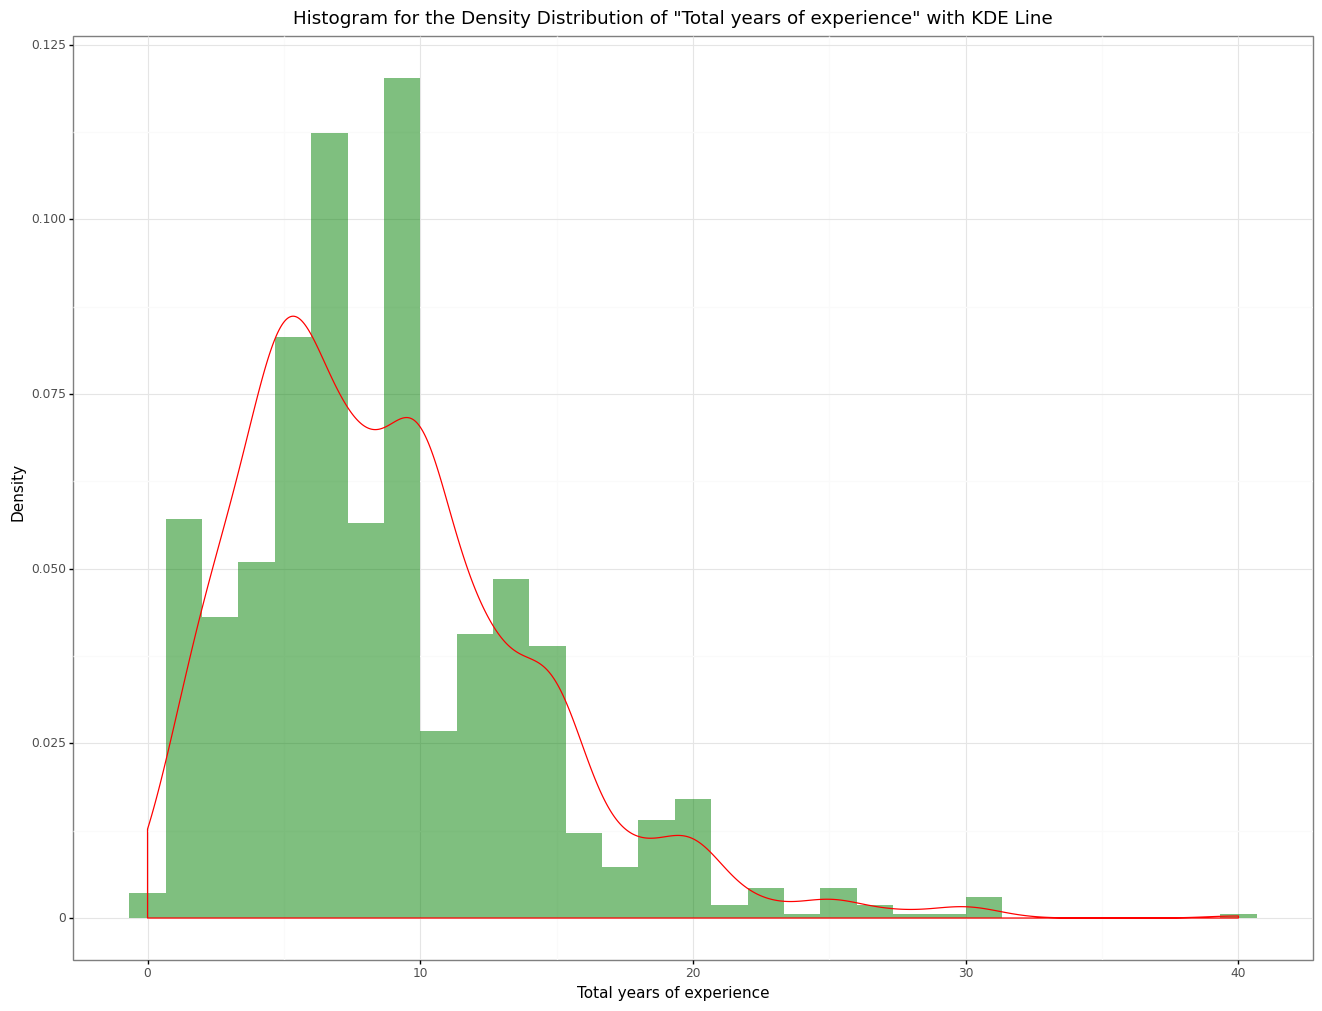 Histogram for the Density Distribution of "Total years of experience" with KDE Line
0.125
0.100
0.075
0.050
0.025
0
Density
0 10 20 30 40
Total years of experience